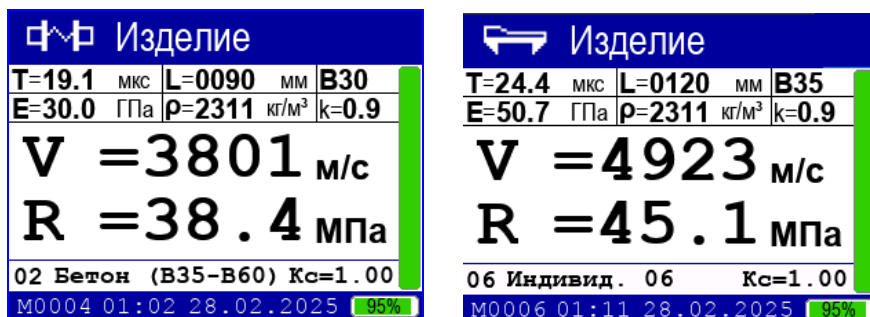 Изделие
T=19.1 мкс L=0090 мм B30
E=30.0 ГПа ρ=2311 кг/м³ k=0.9
V =3801 м/с
R =38.4 МПа
02 Бетон (B35-B60) Kc=1.00
M0004 01:02 28.02.2025 95%
Изделие
T=24.4 мкс L=0120 мм B35
E=50.7 ГПа ρ=2311 кг/м³ k=0.9
V =4923 м/с
R =45.1 МПа
06 Индивид. 06 Kc=1.00
M0006 01:11 28.02.2025 95%